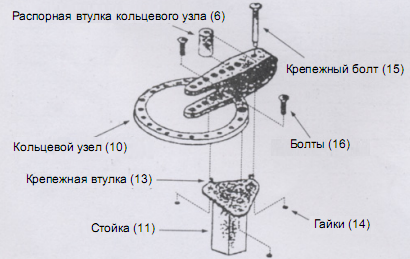 Распорная втулка кольцевого узла (6)
Крепежный болт (15)
Кольцевой узел (10)
Болты (16)
Крепежная втулка (13)
Стойка (11)
Гайки (14)